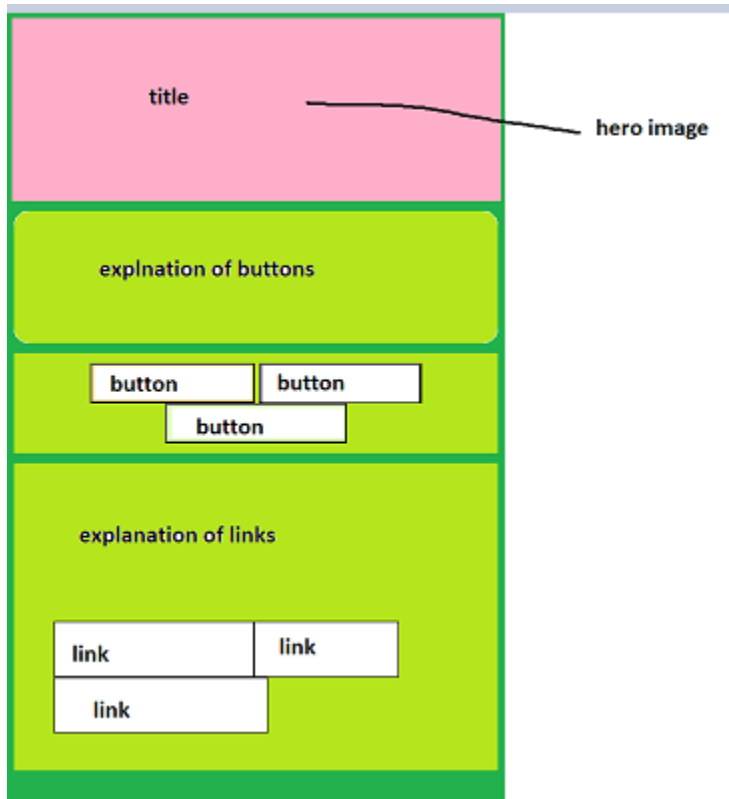 title
hero image
explnation of buttons
button
button
button
explanation of links
link
link
link